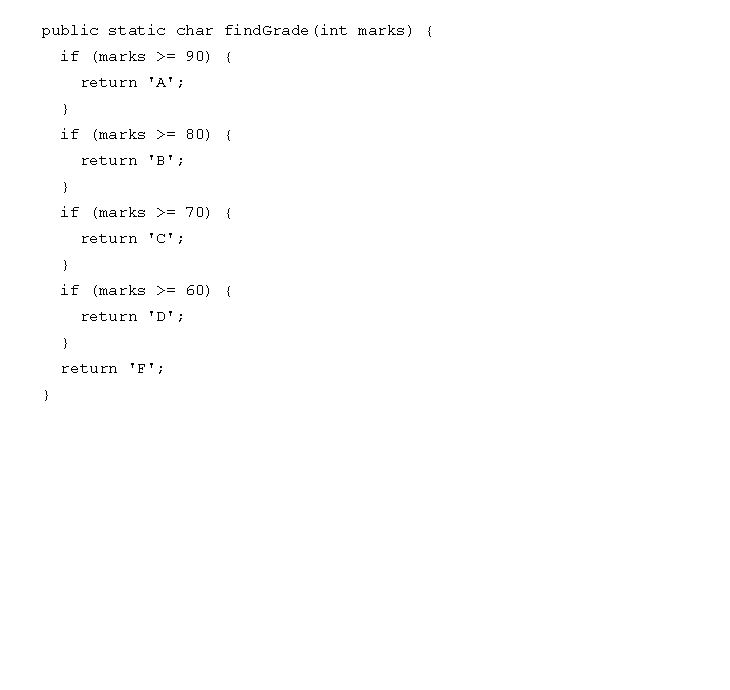 public static char findGrade(int marks) {
  if (marks >= 90) {
    return 'A';
  }
  if (marks >= 80) {
    return 'B';
  }
  if (marks >= 70) {
    return 'C';
  }
  if (marks >= 60) {
    return 'D';
  }
  return 'F';
}